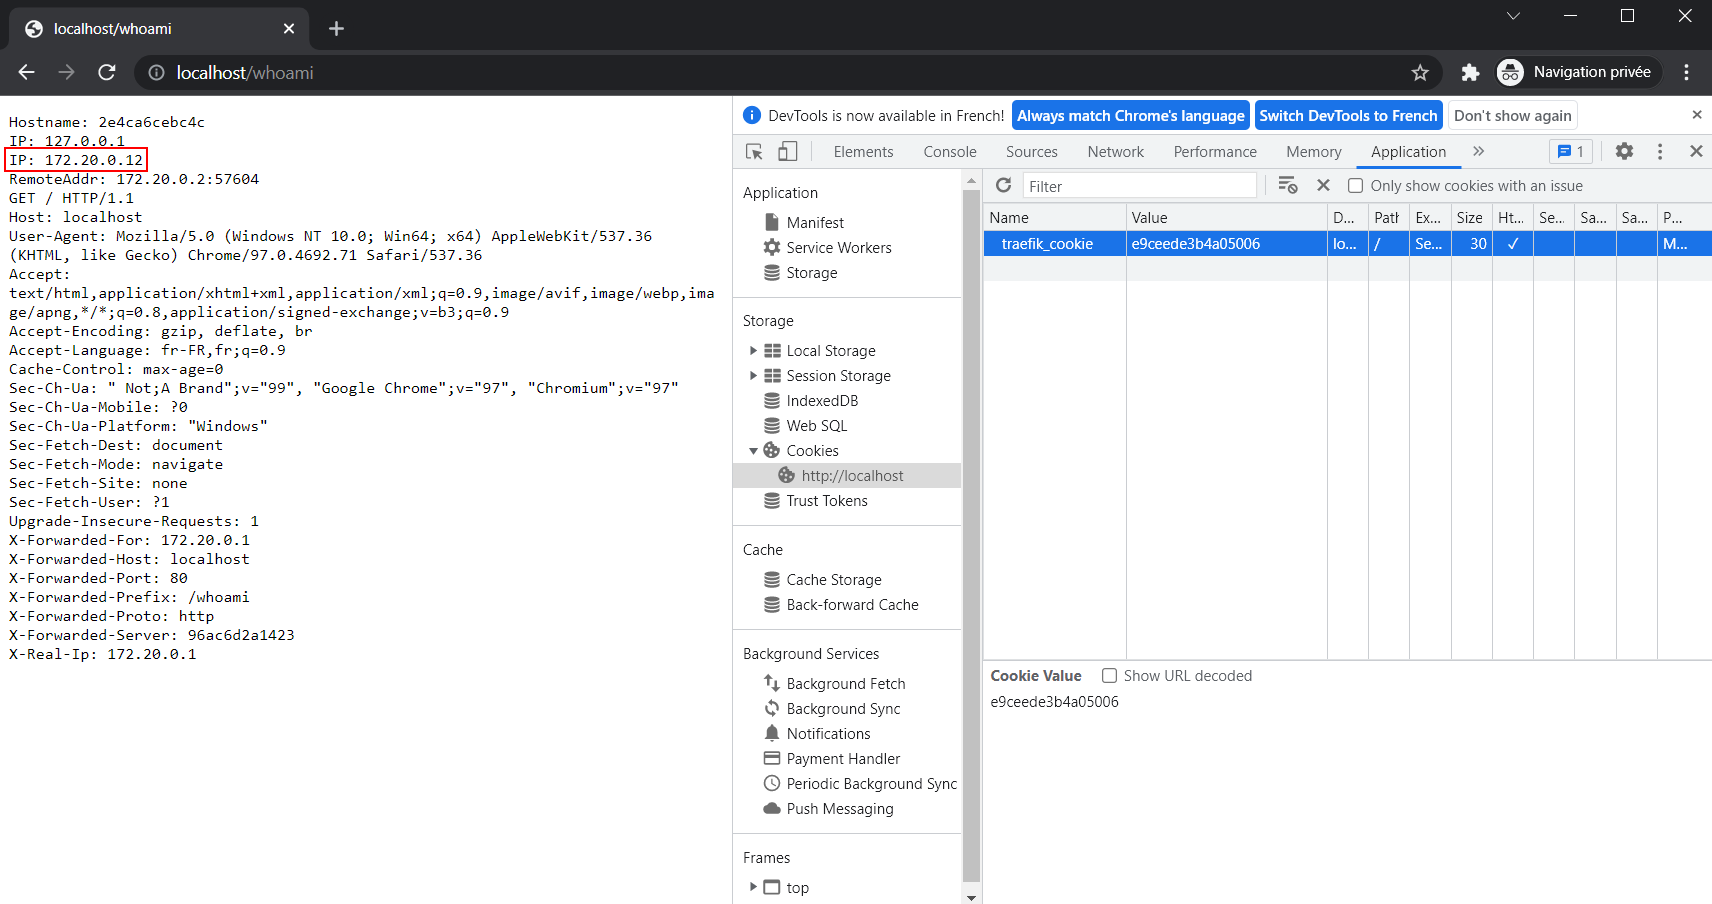 localhost/whoami
localhost/whoami
Navigation privée
Hostname: 2e4ca6cebc4c
IP: 127.0.0.1
IP: 172.20.0.12
RemoteAddr: 172.20.0.2:57604
GET / HTTP/1.1
Host: localhost
User-Agent: Mozilla/5.0 (Windows NT 10.0; Win64; x64) AppleWebKit/537.36
(KHTML, like Gecko) Chrome/97.0.4692.71 Safari/537.36
Accept:
text/html,application/xhtml+xml,application/xml;q=0.9,image/avif,image/webp,ima
ge/apng,*/*;q=0.8,application/signed-exchange;v=b3;q=0.9
Accept-Encoding: gzip, deflate, br
Accept-Language: fr-FR,fr;q=0.9
Cache-Control: max-age=0
Sec-Ch-Ua: " Not;A Brand";v="99", "Google Chrome";v="97", "Chromium";v="97"
Sec-Ch-Ua-Mobile: ?0
Sec-Ch-Ua-Platform: "Windows"
Sec-Fetch-Dest: document
Sec-Fetch-Mode: navigate
Sec-Fetch-Site: none
Sec-Fetch-User: ?1
Upgrade-Insecure-Requests: 1
X-Forwarded-For: 172.20.0.1
X-Forwarded-Host: localhost
X-Forwarded-Port: 80
X-Forwarded-Prefix: /whoami
X-Forwarded-Proto: http
X-Forwarded-Server: 96ac6d2a1423
X-Real-Ip: 172.20.0.1
DevTools is now available in French! Always match Chrome's language Switch DevTools to French Don't show again
Elements Console Sources Network Performance Memory Application 1
Application
Manifest
Service Workers
Storage
Storage
Local Storage
Session Storage
IndexedDB
Web SQL
Cookies
http://localhost
Trust Tokens
Cache
Cache Storage
Back-forward Cache
Background Services
Background Fetch
Background Sync
Notifications
Payment Handler
Periodic Background Sync
Push Messaging
Frames
top
Filter Only show cookies with an issue
Name Value D... Path Ex... Size Ht... Se... Sa... Sa... P...
traefik_cookie e9ceede3b4a05006 lo... / Se... 30 ✓ M...
Cookie Value Show URL decoded
e9ceede3b4a05006